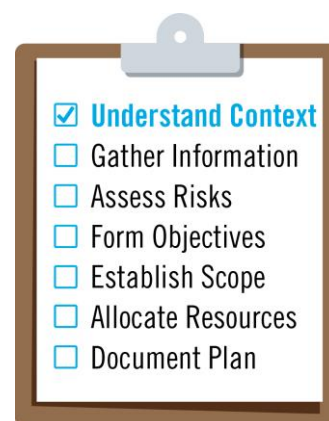 Understand Context
Gather Information
Assess Risks
Form Objectives
Establish Scope
Allocate Resources
Document Plan